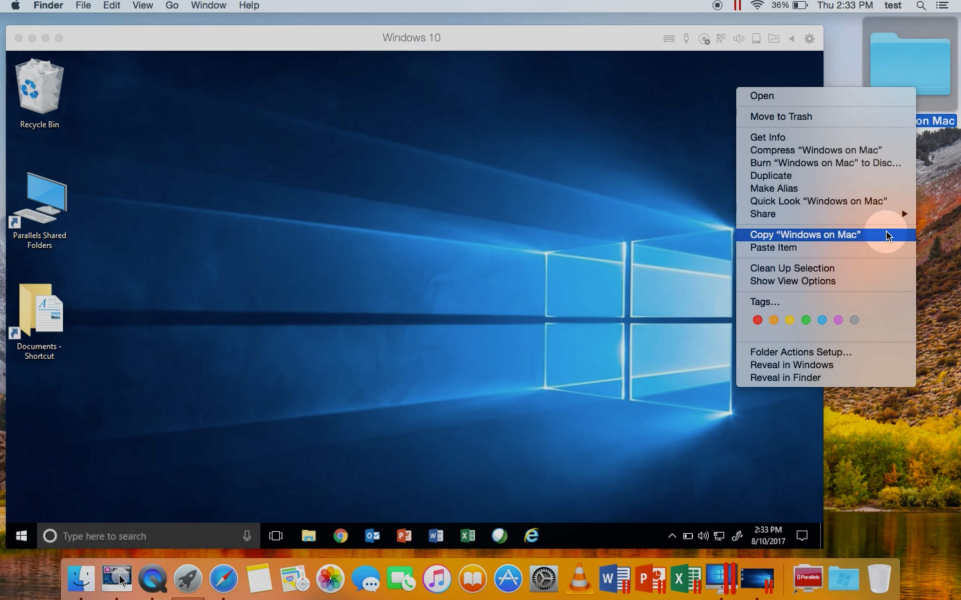 Finder File Edit View Go Window Help
36% Thu 2:33 PM test
Windows 10
Recycle Bin
Parallels Shared
Folders
Documents -
Shortcut
on Mac
Open
Move to Trash
Get Info
Compress “Windows on Mac”
Burn “Windows on Mac” to Disc...
Duplicate
Make Alias
Quick Look “Windows on Mac”
Share
Copy “Windows on Mac”
Paste Item
Clean Up Selection
Show View Options
Tags...
Folder Actions Setup...
Reveal in Windows
Reveal in Finder
Type here to search
2:33 PM
8/10/2017
Parallels